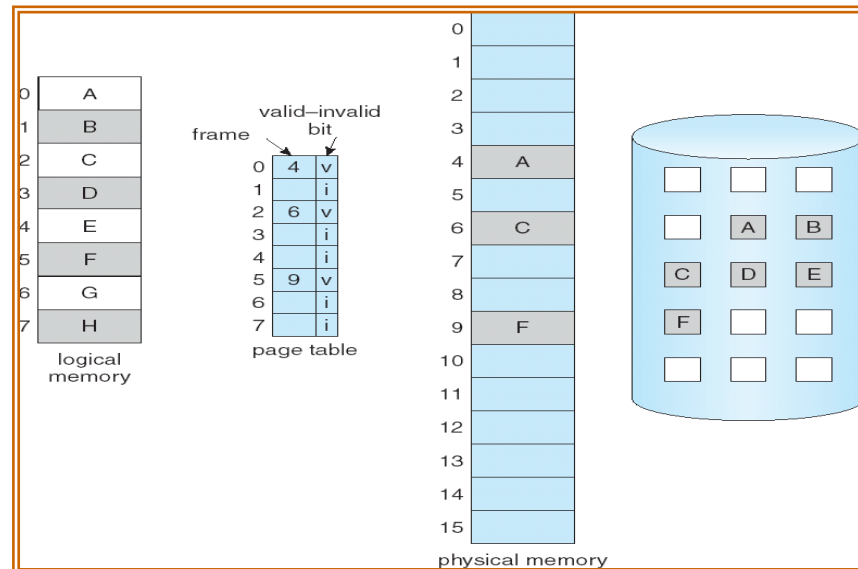 0 A
1 B
2 C
3 D
4 E
5 F
6 G
7 H
logical
memory
valid–invalid
bit
frame
0 4 v
1 i
2 6 v
3 i
4 i
5 9 v
6 i
7 i
page table
0
1
2
3
4 A
5
6 C
7
8
9 F
10
11
12
13
14
15
physical memory
A B
C D E
F